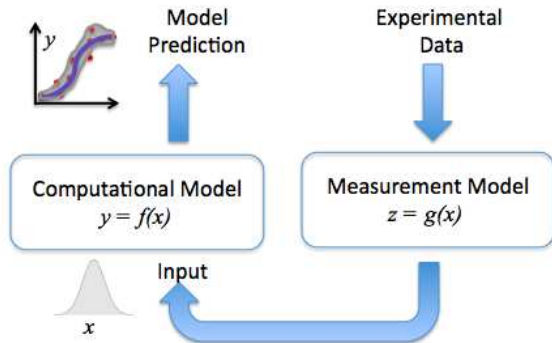 y
Model
Prediction
Experimental
Data
Computational Model
y = f(x)
Measurement Model
z = g(x)
Input
x